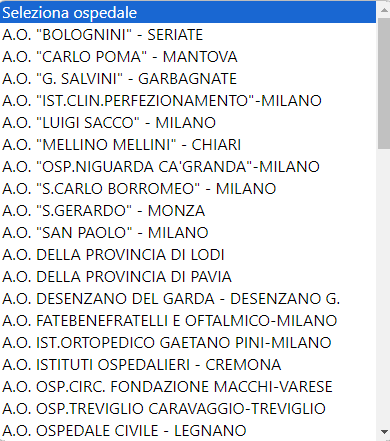 Seleziona ospedale
A.O. "BOLOGNINI" - SERIATE
A.O. "CARLO POMA" - MANTOVA
A.O. "G. SALVINI" - GARBAGNATE
A.O. "IST.CLIN.PERFEZIONAMENTO"-MILANO
A.O. "LUIGI SACCO" - MILANO
A.O. "MELLINO MELLINI" - CHIARI
A.O. "OSP.NIGUARDA CA'GRANDA"-MILANO
A.O. "S.CARLO BORROMEO" - MILANO
A.O. "S.GERARDO" - MONZA
A.O. "SAN PAOLO" - MILANO
A.O. DELLA PROVINCIA DI LODI
A.O. DELLA PROVINCIA DI PAVIA
A.O. DESENZANO DEL GARDA - DESENZANO G.
A.O. FATEBENEFRATELLI E OFTALMICO-MILANO
A.O. IST.ORTOPEDICO GAETANO PINI-MILANO
A.O. ISTITUTI OSPEDALIERI - CREMONA
A.O. OSP.CIRC. FONDAZIONE MACCHI-VARESE
A.O. OSP.TREVIGLIO CARAVAGGIO-TREVIGLIO
A.O. OSPEDALE CIVILE - LEGNANO